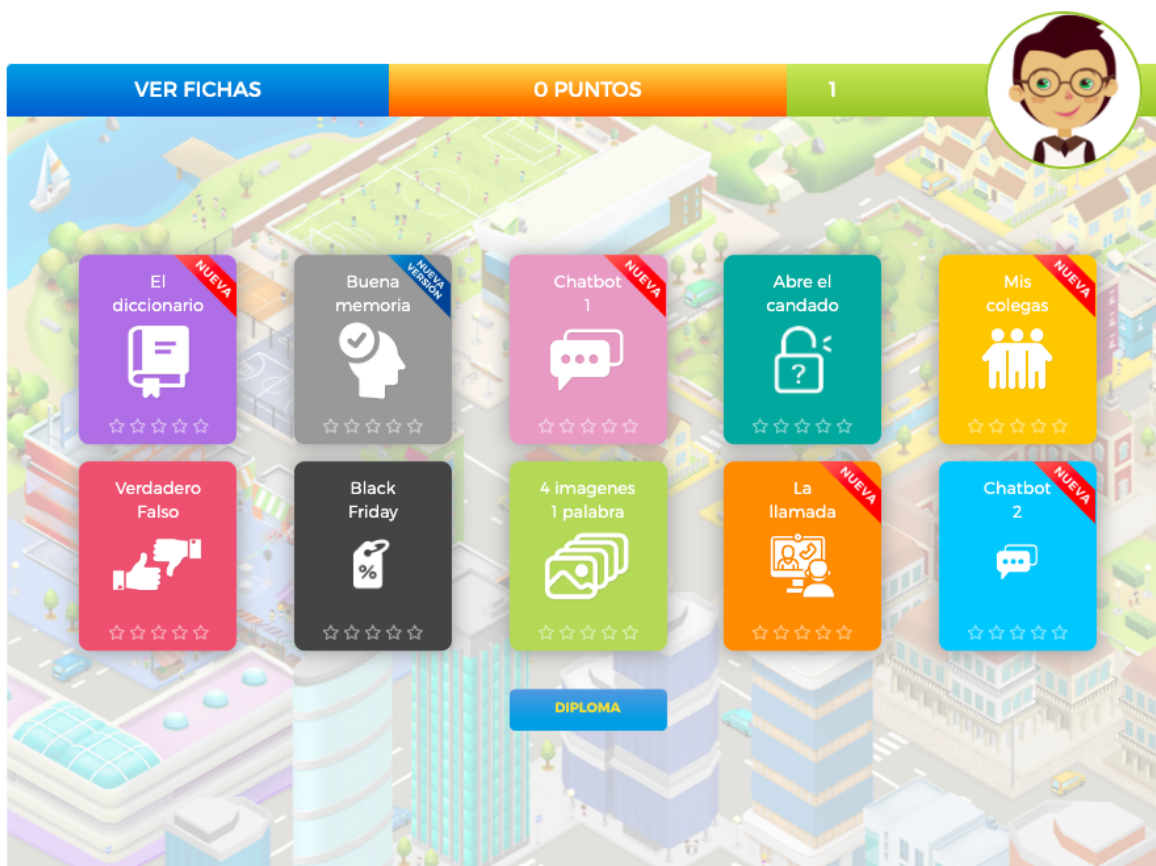 VER FICHAS
0 PUNTOS
1
El
diccionario
NUEVA
Buena
memoria
NUEVA
VERSIÓN
Chatbot
1
NUEVA
Abre el
candado
?
Mis
colegas
NUEVA
Verdadero
Falso
Black
Friday
%
4 imagenes
1 palabra
La
llamada
NUEVA
Chatbot
2
NUEVA
DIPLOMA